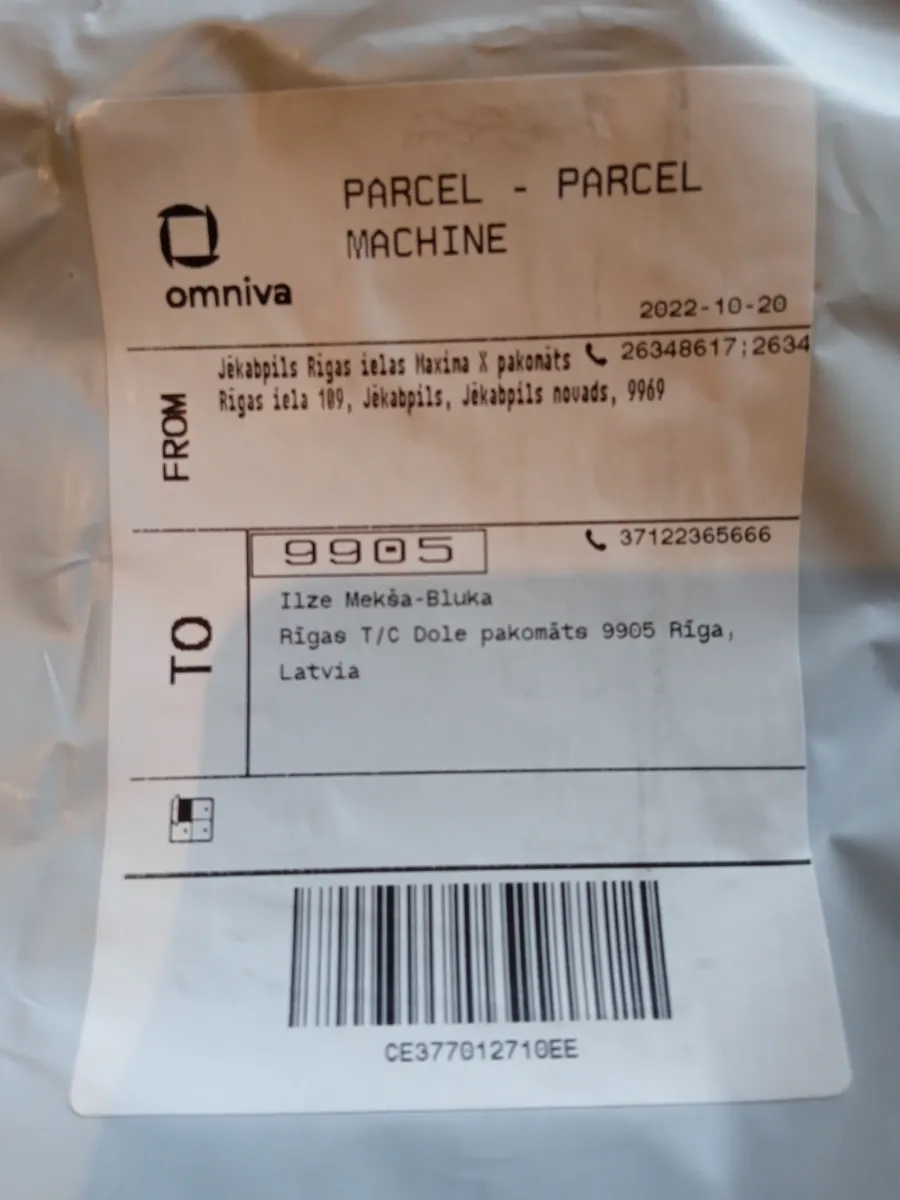 PARCEL - PARCEL
MACHINE
omniva
2022-10-20
FROM
Jēkabpils Rīgas ielas Maxima X pakomāts 26348617;2634
Rīgas iela 109, Jēkabpils, Jēkabpils novads, 9969
TO
9905
37122365666
Ilze Mekša-Bluka
Rīgas T/C Dole pakomāts 9905 Rīga,
Latvia
CE377012710EE